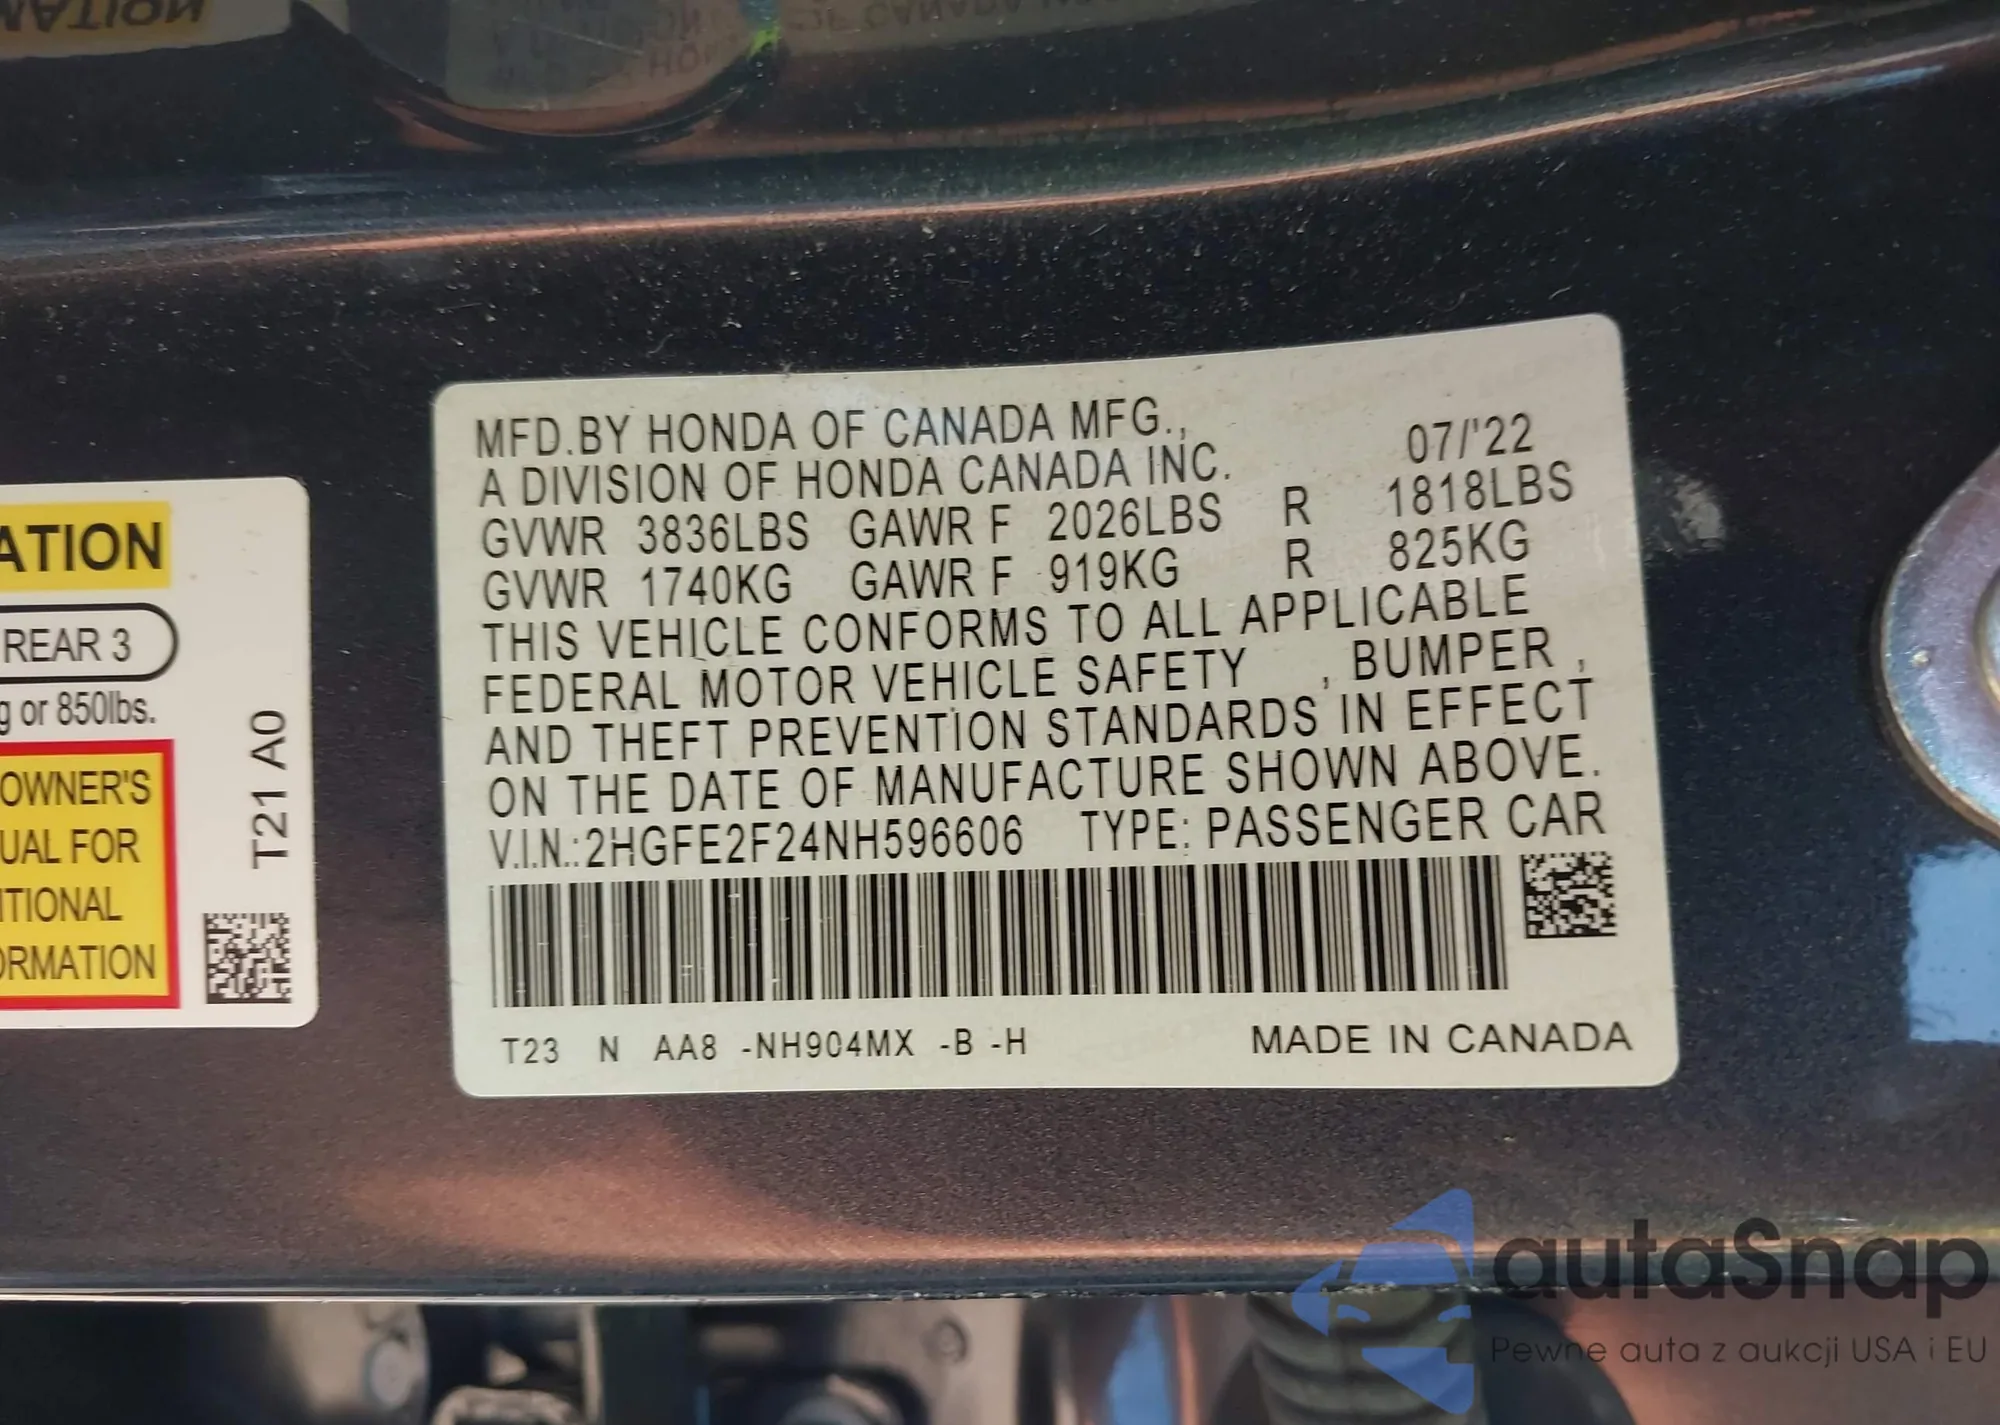 ATION
REAR 3
g or 850lbs.
OWNER'S
UAL FOR
ITIONAL
ORMATION
T21 A0
MFD.BY HONDA OF CANADA MFG.,
A DIVISION OF HONDA CANADA INC. 07/'22
GVWR 3836LBS GAWR F 2026LBS R 1818LBS
GVWR 1740KG GAWR F 919KG R 825KG
THIS VEHICLE CONFORMS TO ALL APPLICABLE
FEDERAL MOTOR VEHICLE SAFETY , BUMPER ,
AND THEFT PREVENTION STANDARDS IN EFFECT
ON THE DATE OF MANUFACTURE SHOWN ABOVE.
V.I.N.:2HGFE2F24NH596606 TYPE: PASSENGER CAR
T23 N AA8 -NH904MX -B -H MADE IN CANADA
autaSnap
Pewne auta z aukcji USA i EU